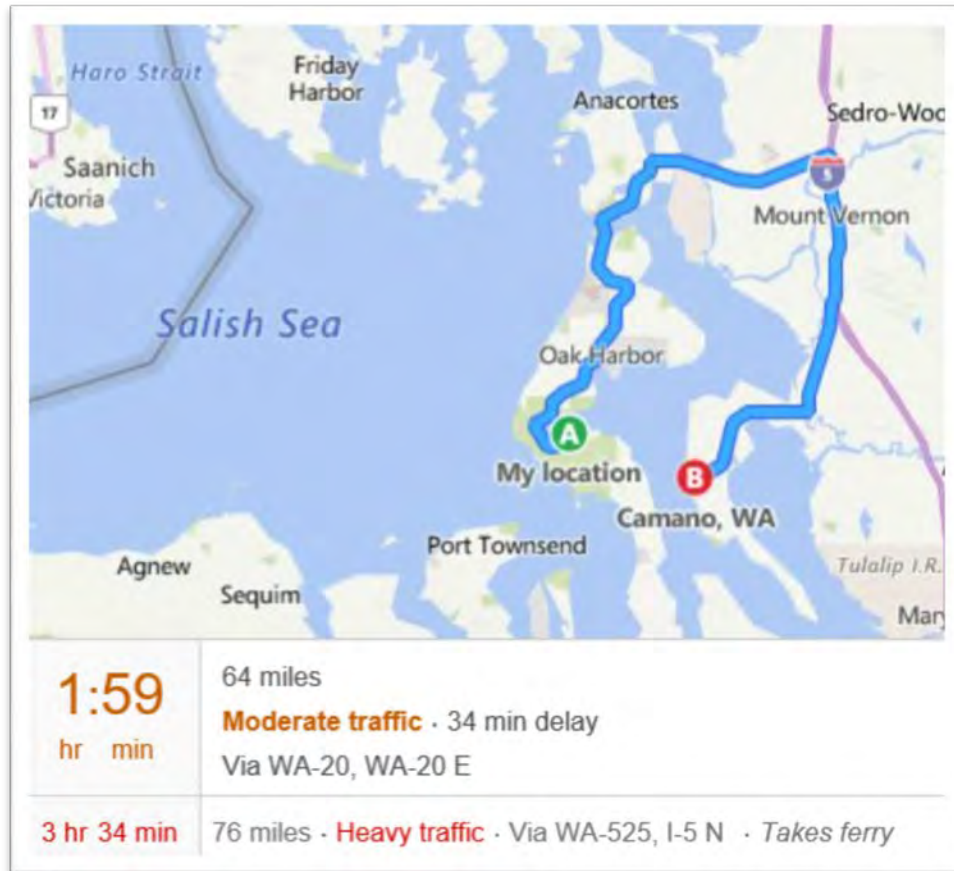 Haro Strait
Friday
Harbor
Anacortes
17
Sedro-Woo
Saanich
Victoria
5
Mount Vernon
Salish Sea
Oak Harbor
A
My location
B
Camano, WA
Port Townsend
Agnew
Tulalip I.R.
Sequim
Mary
1:59
hr min
64 miles
Moderate traffic · 34 min delay
Via WA-20, WA-20 E
3 hr 34 min 76 miles · Heavy traffic · Via WA-525, I-5 N · Takes ferry